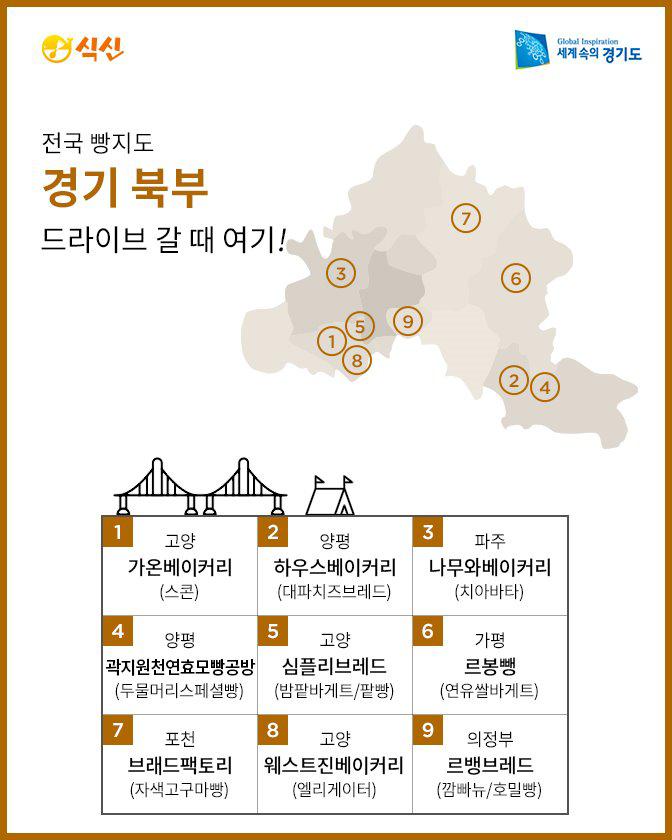 식신
Global Inspiration
세계 속의 경기도
전국 빵지도
경기 북부
드라이브 갈 때 여기!
7
3
6
9
5
1
8
2
4
1
고양
가온베이커리
(스콘)
2
양평
하우스베이커리
(대파치즈브레드)
3
파주
나무와베이커리
(치아바타)
4
양평
곽지원천연효모빵공방
(두물머리스페셜빵)
5
고양
심플리브레드
(밤팥바게트/팥빵)
6
가평
르봉뺑
(연유쌀바게트)
7
포천
브래드팩토리
(자색고구마빵)
8
고양
웨스트진베이커리
(엘리게이터)
9
의정부
르뱅브레드
(깜빠뉴/호밀빵)